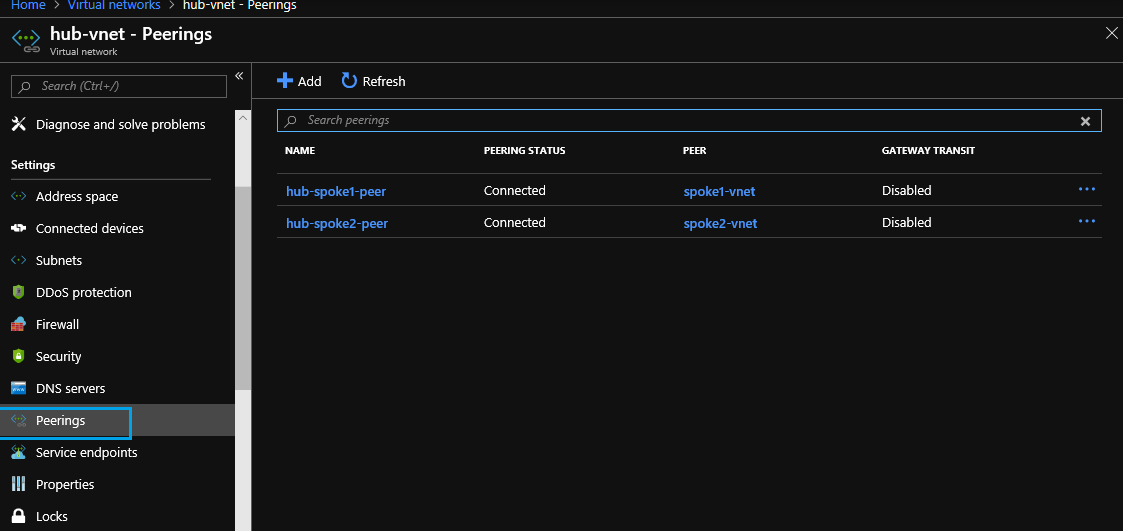 Home > Virtual networks > hub-vnet - Peerings
hub-vnet - Peerings
Virtual network
Search (Ctrl+/)
«
Diagnose and solve problems
Settings
Address space
Connected devices
Subnets
DDoS protection
Firewall
Security
DNS servers
Peerings
Service endpoints
Properties
Locks
Add Refresh
Search peerings
NAME PEERING STATUS PEER GATEWAY TRANSIT
hub-spoke1-peer Connected spoke1-vnet Disabled ...
hub-spoke2-peer Connected spoke2-vnet Disabled ...